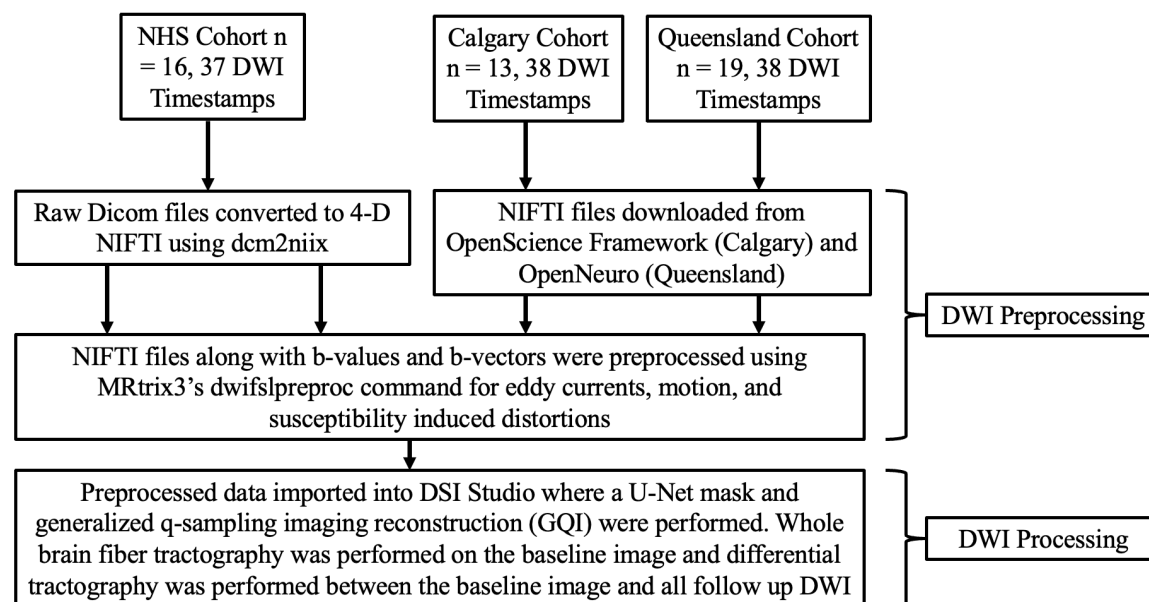 NHS Cohort n
= 16, 37 DWI
Timestamps
Calgary Cohort
n = 13, 38 DWI
Timestamps
Queensland Cohort
n = 19, 38 DWI
Timestamps
Raw Dicom files converted to 4-D
NIFTI using dcm2niix
NIFTI files downloaded from
OpenScience Framework (Calgary) and
OpenNeuro (Queensland)
DWI Preprocessing
NIFTI files along with b-values and b-vectors were preprocessed using
MRtrix3’s dwifslpreproc command for eddy currents, motion, and
susceptibility induced distortions
Preprocessed data imported into DSI Studio where a U-Net mask and
generalized q-sampling imaging reconstruction (GQI) were performed. Whole
brain fiber tractography was performed on the baseline image and differential
tractography was performed between the baseline image and all follow up DWI
DWI Processing